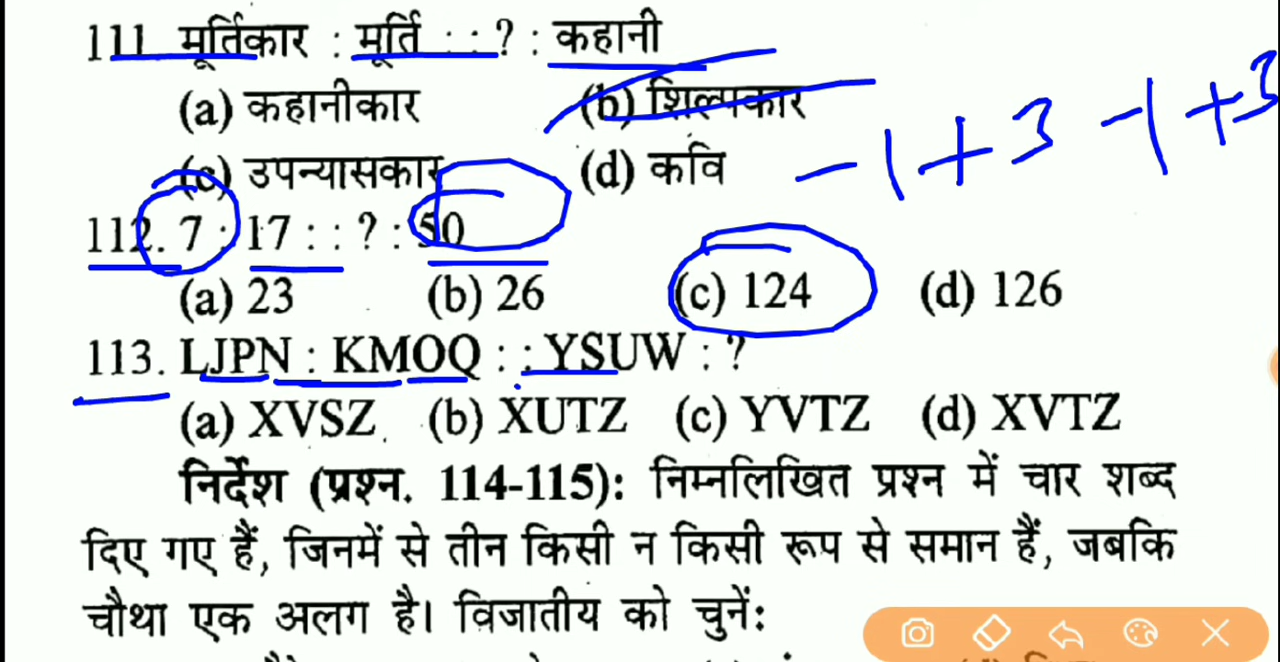 111. मूर्तिकार : मूर्ति : : ? : कहानी
(a) कहानीकार (b) शिल्पकार
(c) उपन्यासकार (d) कवि
-1+3 -1+3
112. 7 : 17 : : ? : 50
(a) 23 (b) 26 (c) 124 (d) 126
113. LJPN : KMOQ : : YSUW : ?
(a) XVSZ (b) XUTZ (c) YVTZ (d) XVTZ
निर्देश (प्रश्न. 114-115): निम्नलिखित प्रश्न में चार शब्द
दिए गए हैं, जिनमें से तीन किसी न किसी रूप से समान हैं, जबकि
चौथा एक अलग है। विजातीय को चुनें: